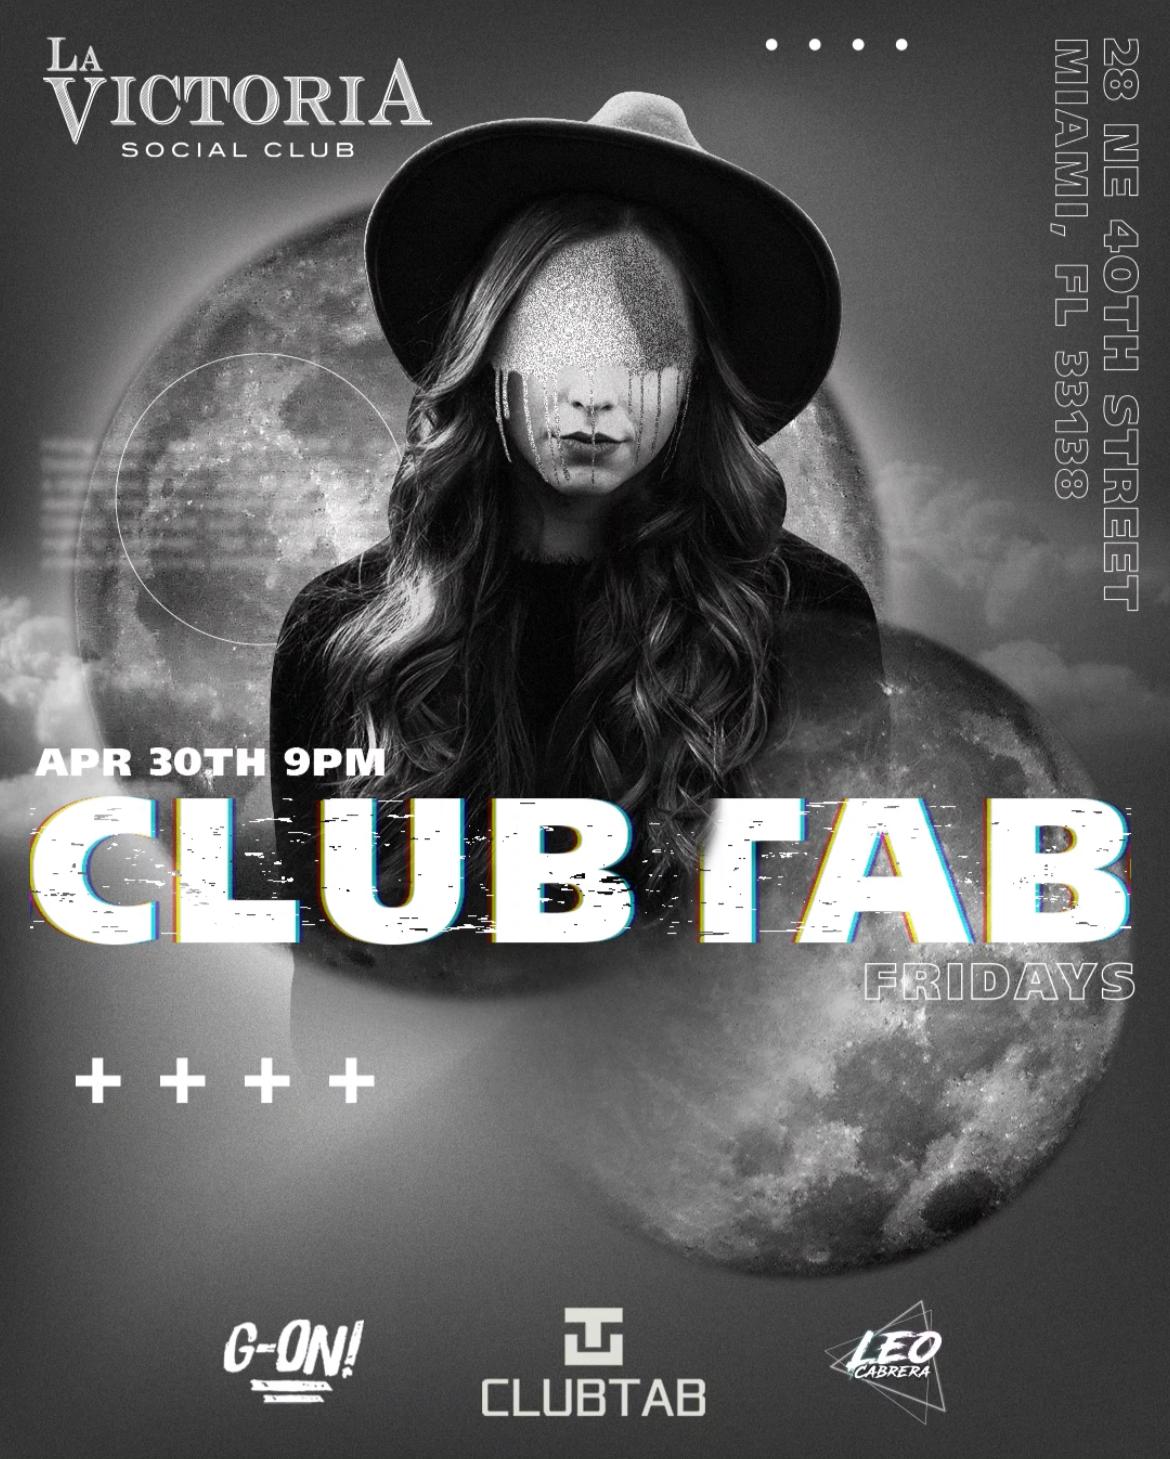 LA
VICTORIA
SOCIAL CLUB
28 NE 40TH STREET
MIAMI, FL 33138
APR 30TH 9PM
CLUB TAB
FRIDAYS
G-ON!
CLUBTAB
LEO
CABRERA